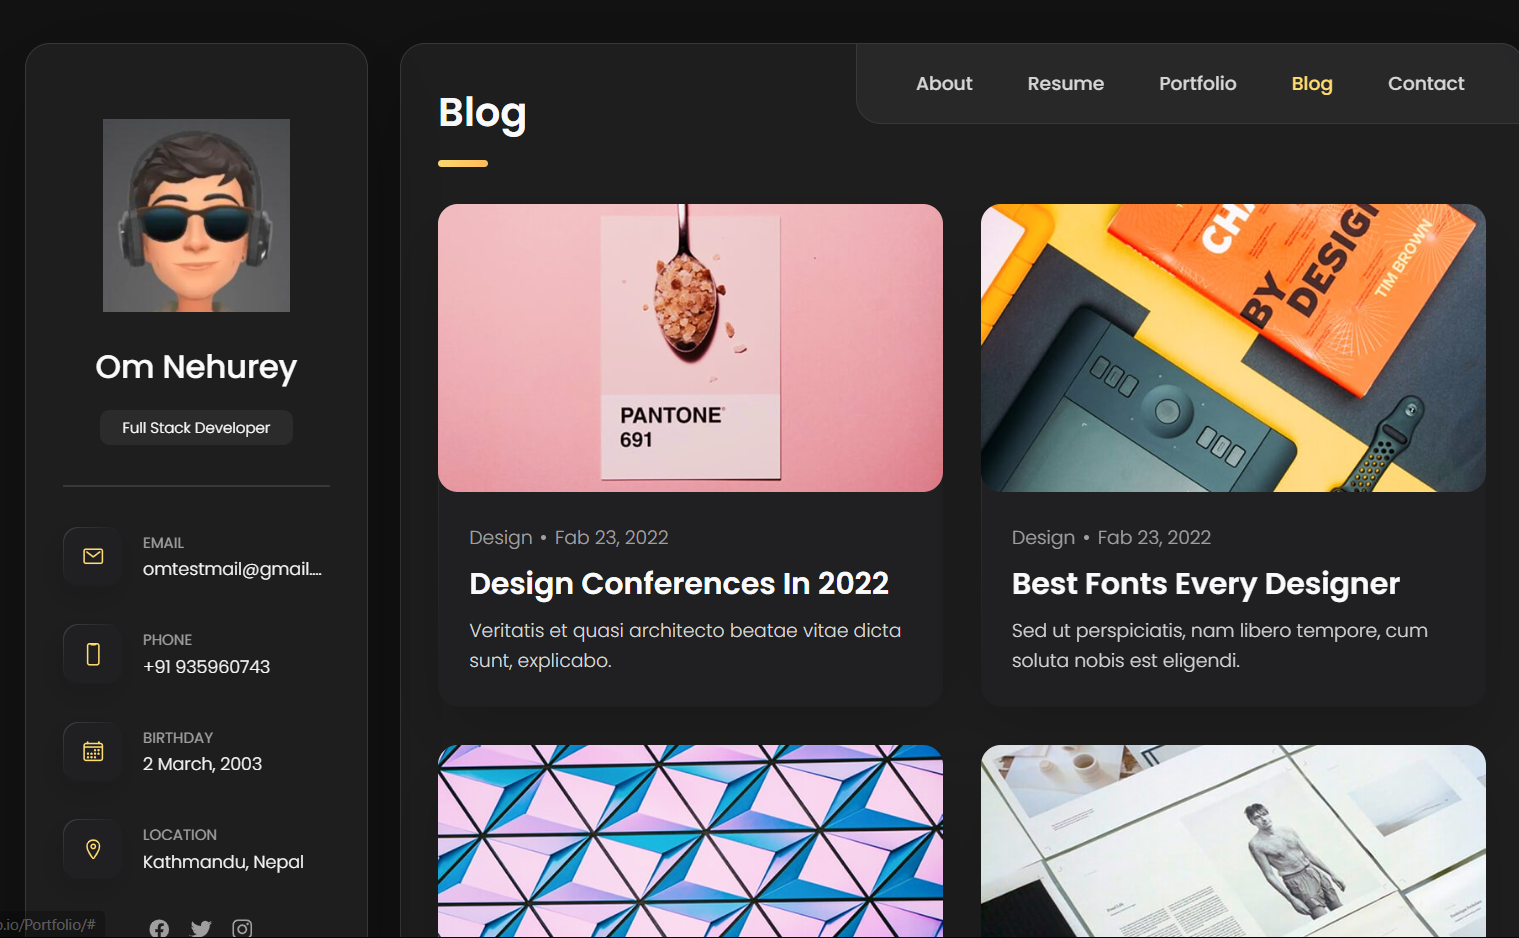 About
Resume
Portfolio
Blog
Contact
Blog
Om Nehurey
Full Stack Developer
EMAIL
omtestmail@gmail....
PHONE
+91 935960743
BIRTHDAY
2 March, 2003
LOCATION
Kathmandu, Nepal
o.io/Portfolio/#
PANTONE®
691
Design • Fab 23, 2022
Design Conferences In 2022
Veritatis et quasi architecto beatae vitae dicta
sunt, explicabo.
CHA
BY
DESIGN
TIM BROWN
Design • Fab 23, 2022
Best Fonts Every Designer
Sed ut perspiciatis, nam libero tempore, cum
soluta nobis est eligendi.